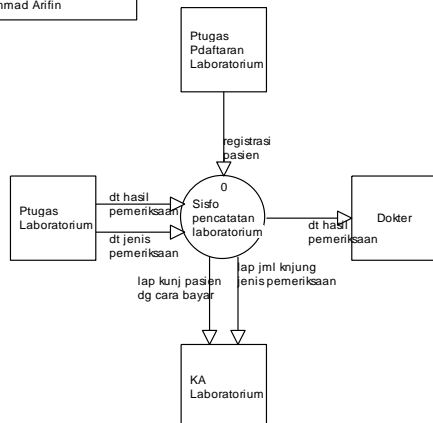 Arifin
Ptugas
Pdaftaran
Laboratorium
registrasi
pasien
0
Sisfo
pencatatan
laboratorium
Ptugas
Laboratorium
dt hasil
pemeriksaan
dt jenis
pemeriksaan
dt hasil
pemeriksaan
Dokter
lap kunj pasien
dg cara bayar
lap jml knjung
jenis pemeriksaan
KA
Laboratorium